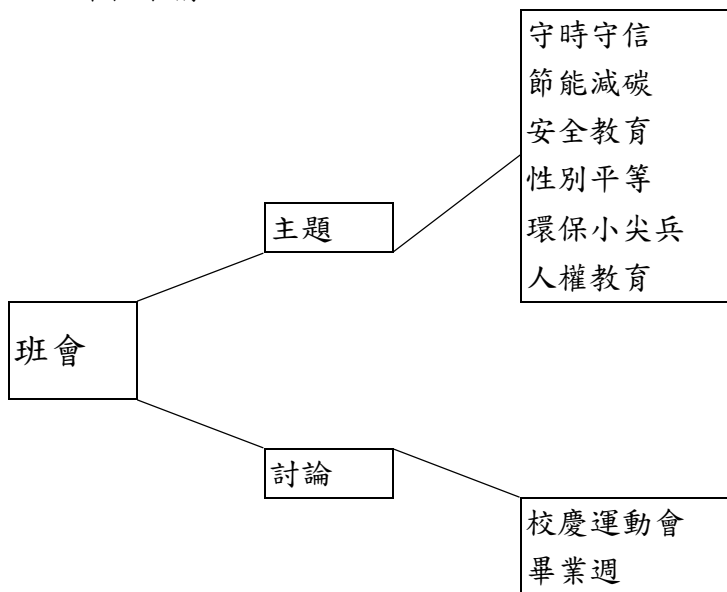 守時守信
節能減碳
安全教育
性別平等
環保小尖兵
人權教育
主題
班會
討論
校慶運動會
畢業週